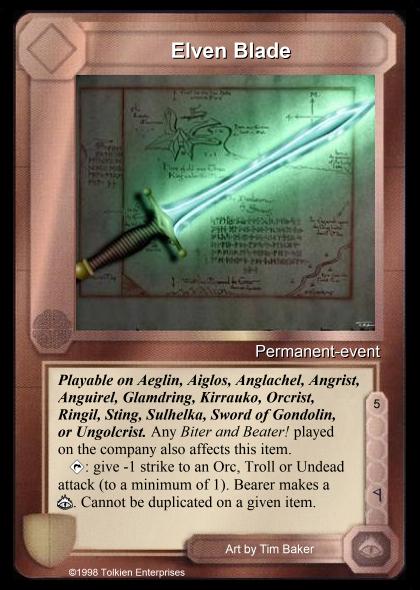 Elven Blade
Permanent-event
Playable on Aeglin, Aiglos, Anglachel, Angrist,
Anguirel, Glamdring, Kirrauko, Orcrist,
Ringil, Sting, Sulhelka, Sword of Gondolin,
or Ungolcrist. Any Biter and Beater! played
on the company also affects this item.
: give -1 strike to an Orc, Troll or Undead
attack (to a minimum of 1). Bearer makes a
. Cannot be duplicated on a given item.
5
Art by Tim Baker
©1998 Tolkien Enterprises